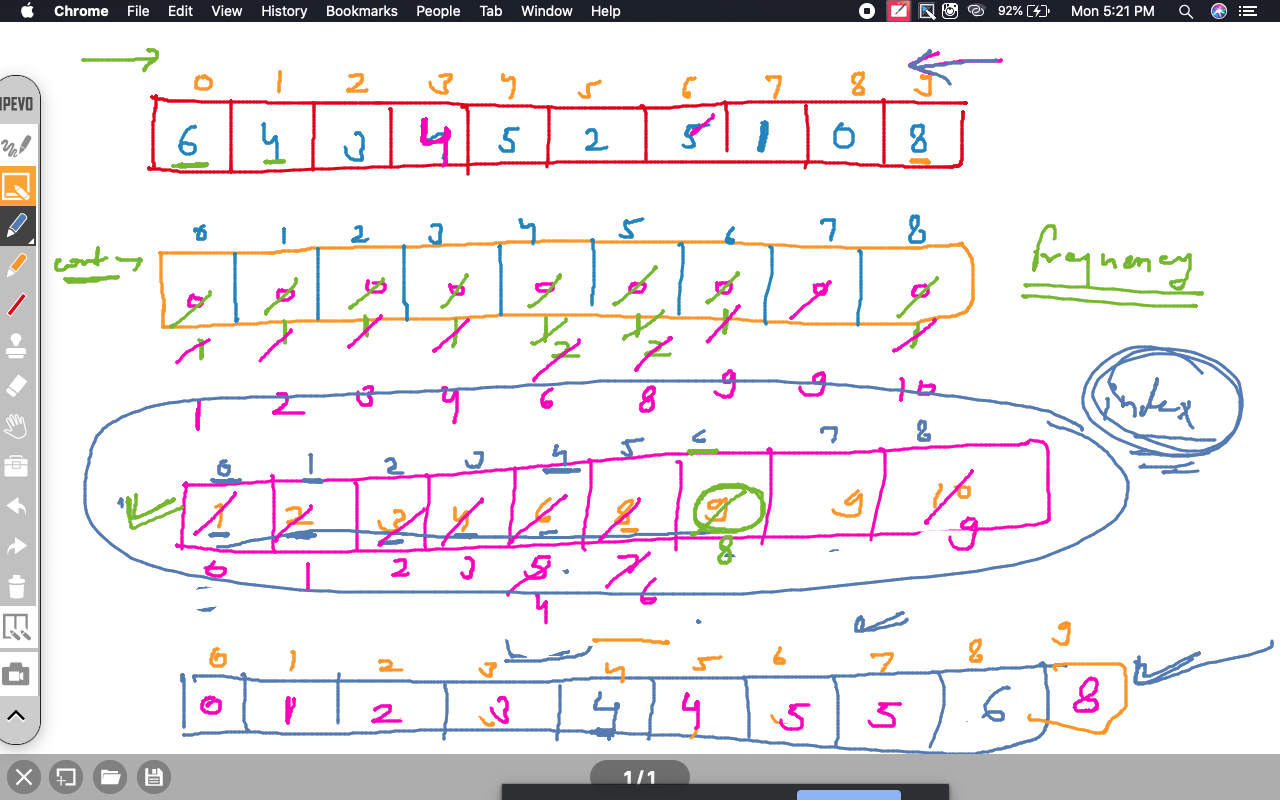 Chrome File Edit View History Bookmarks People Tab Window Help 92% Mon 5:21 PM
IPEVO
0 1 2 3 4 5 6 7 8 9
6 4 3 4 5 2 5 1 0 8
0 1 2 3 4 5 6 7 8
count
0 0 0 0 0 0 0 0 0
frequency
1 1 1 1 1 2 1 2 1 1
1 2 3 4 6 8 9 9 10
index
0 1 2 3 4 5 6 7 8
1 2 3 4 6 8 9 9 10
0 1 2 3 5 7 8 9
4 6
0 1 2 3 4 5 6 7 8 9
0 1 2 3 4 4 5 5 6 8
1/1